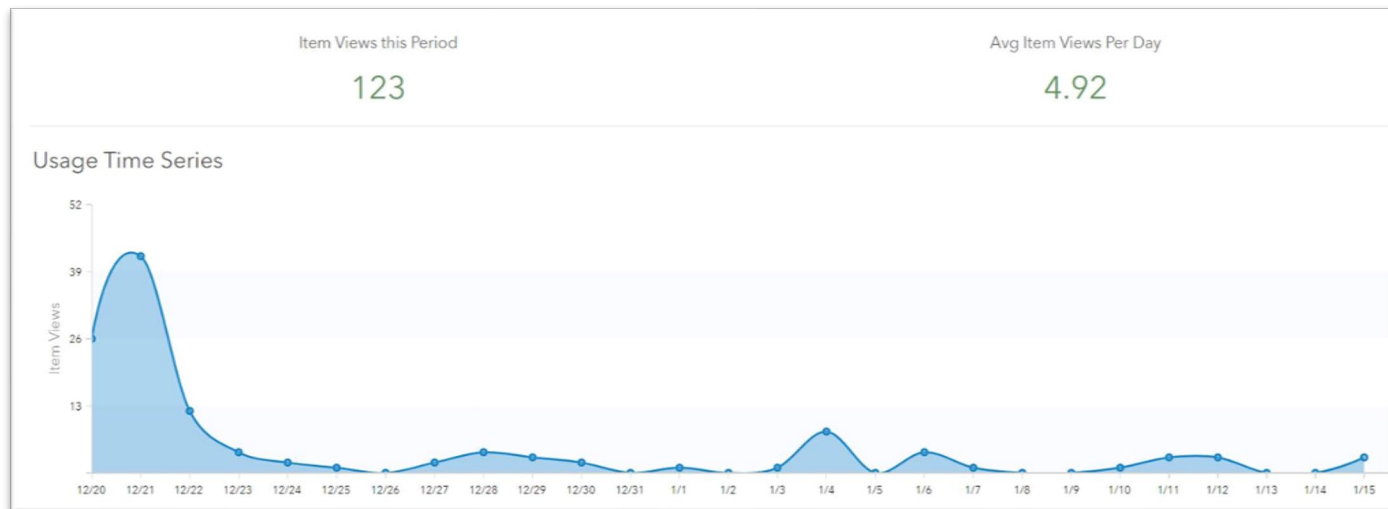 Item Views this Period
Avg Item Views Per Day
123
4.92
Usage Time Series
52
39
26
13
Item Views
12/20 12/21 12/22 12/23 12/24 12/25 12/26 12/27 12/28 12/29 12/30 12/31 1/1 1/2 1/3 1/4 1/5 1/6 1/7 1/8 1/9 1/10 1/11 1/12 1/13 1/14 1/15